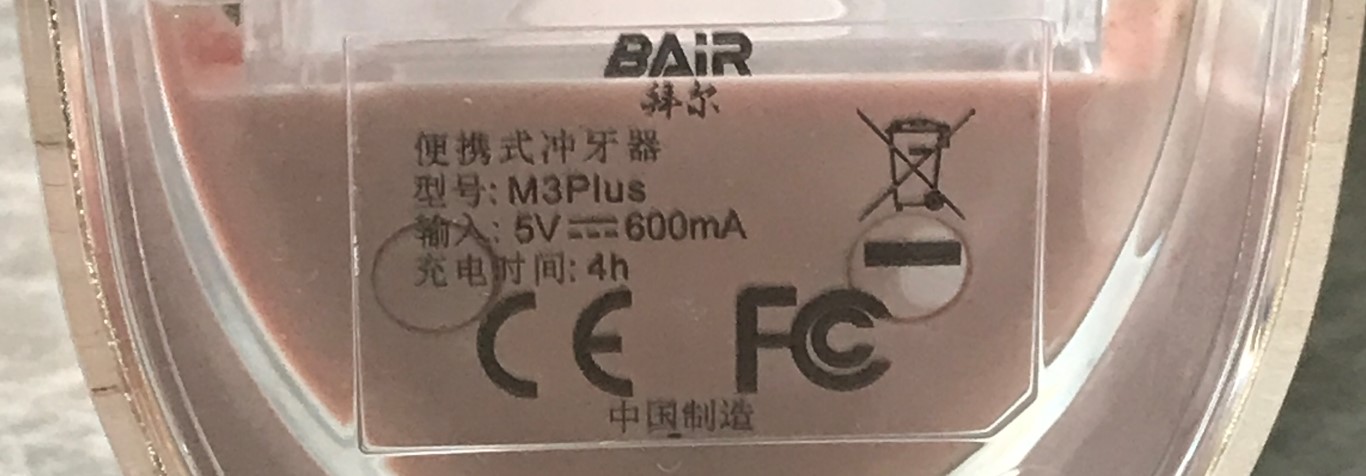 BAiR
拜尔
便携式冲牙器
型号: M3Plus
输入: 5V⎓600mA
充电时间: 4h
CE FC
中国制造